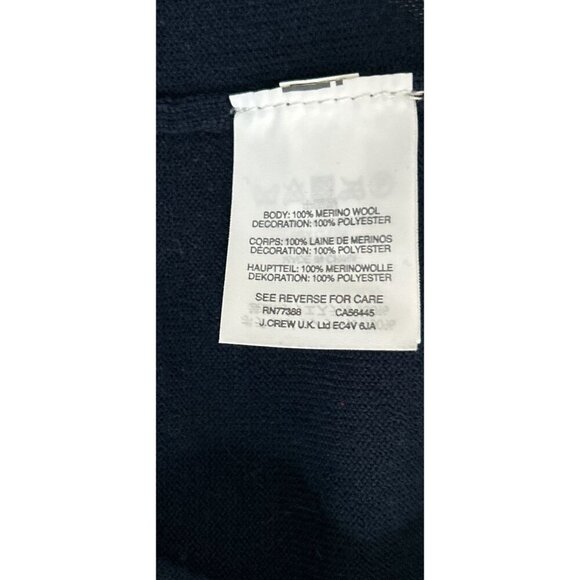 BODY: 100% MERINO WOOL
DECORATION: 100% POLYESTER
CORPS: 100% LAINE DE MERINOS
DÉCORATION: 100% POLYESTER
HAUPTTEIL: 100% MERINOWOLLE
DEKORATION: 100% POLYESTER
SEE REVERSE FOR CARE
RN77388 CA56445
J.CREW U.K. Ltd EC4V 6JA